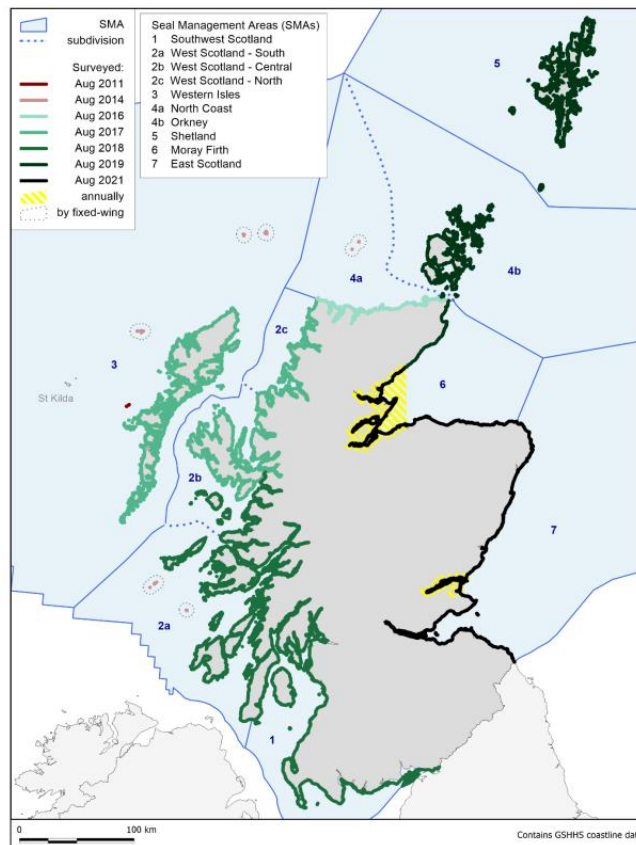 SMA
subdivision
Surveyed:
Aug 2011
Aug 2014
Aug 2016
Aug 2017
Aug 2018
Aug 2019
Aug 2021
annually
by fixed-wing
Seal Management Areas (SMAs)
1 Southwest Scotland
2a West Scotland - South
2b West Scotland - Central
2c West Scotland - North
3 Western Isles
4a North Coast
4b Orkney
5 Shetland
6 Moray Firth
7 East Scotland
5
4a
4b
2c
3
6
St Kilda
2b
7
2a
1
0 100 km
Contains GSHHS coastline dat